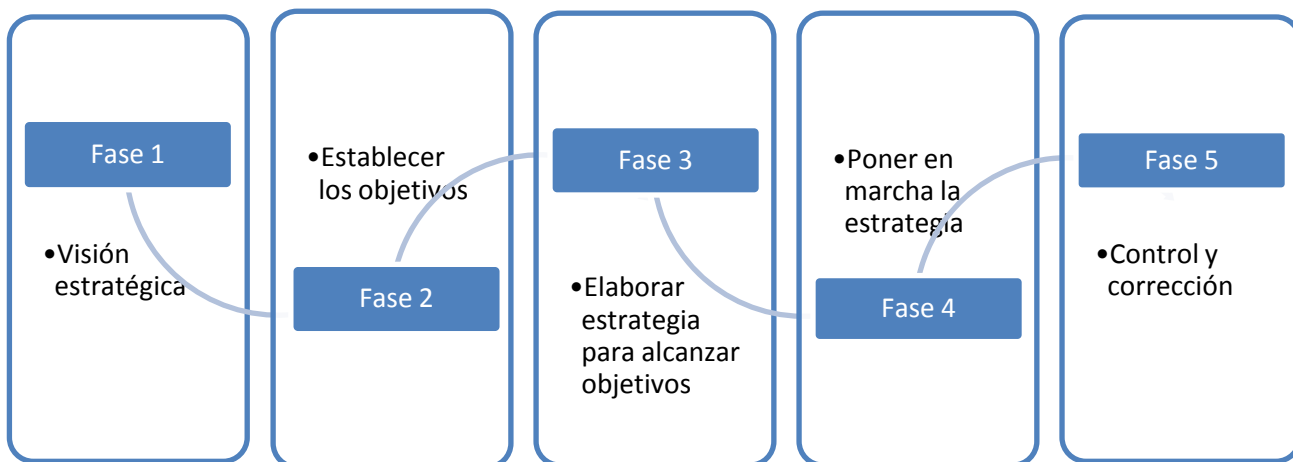 Fase 1
•Visión
estratégica
•Establecer
los objetivos
Fase 2
Fase 3
•Elaborar
estrategia
para alcanzar
objetivos
•Poner en
marcha la
estrategia
Fase 4
Fase 5
•Control y
corrección